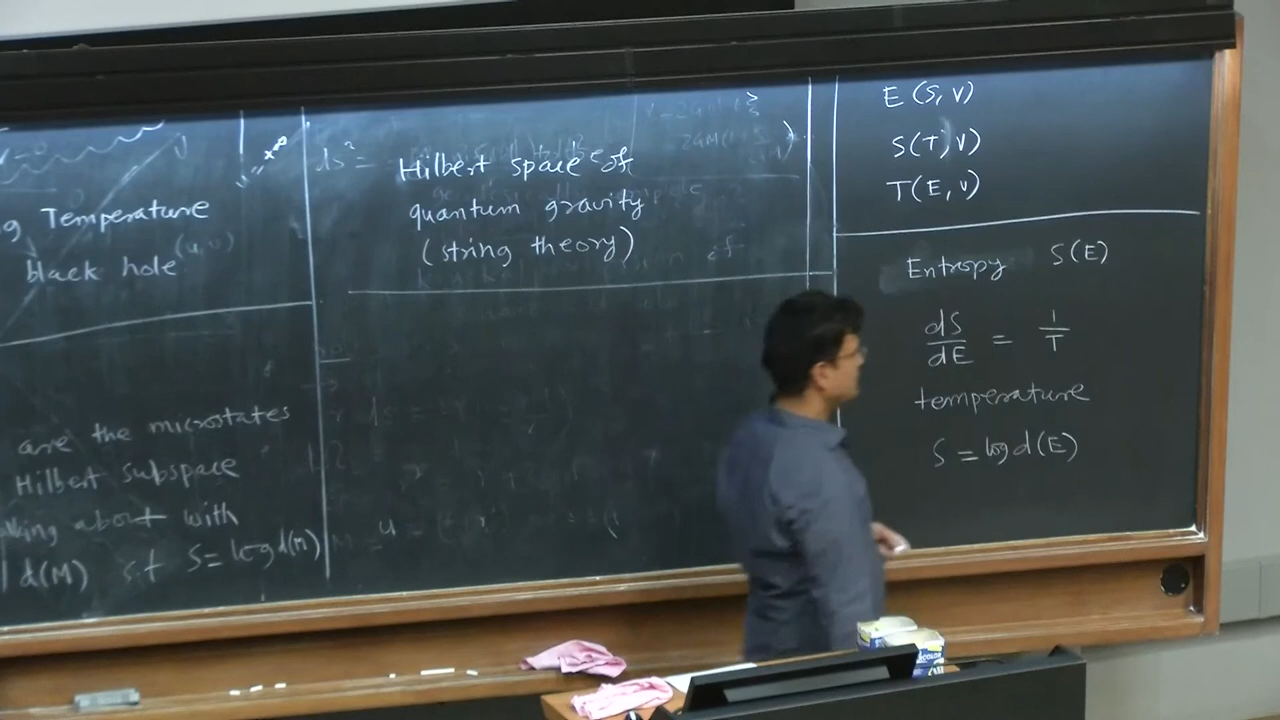 g Temperature
black hole (u,v)
are the microstates
Hilbert subspace
lking about with
d(M) s.t S = log d(M)
ds² =
Hilbert space of
quantum gravity
(string theory)
E (S, V)
S(T, V)
T(E, V)
Entropy S(E)
dS/dE = 1/T
temperature
S = log d(E)